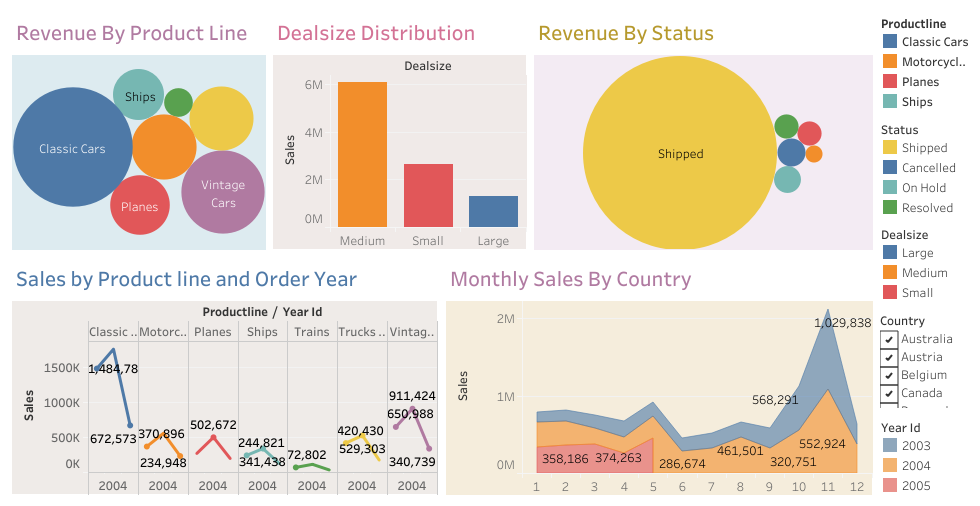 Revenue By Product Line
Ships
Classic Cars
Planes
Vintage
Cars
Dealsize Distribution
Dealsize
Sales
6M
4M
2M
0M
Medium
Small
Large
Revenue By Status
Shipped
Sales by Product line and Order Year
Productline / Year Id
Classic ..
Motorc..
Planes
Ships
Trains
Trucks ..
Vintag..
Sales
1500K
1000K
500K
0K
1,484,78
672,573
370,896
234,948
502,672
244,821
341,438
72,802
420,430
529,303
911,424
650,988
340,739
2004
2004
2004
2004
2004
2004
2004
Monthly Sales By Country
Sales
2M
1M
0M
1,029,838
568,291
552,924
461,501
320,751
358,186
374,263
286,674
1
2
3
4
5
6
7
8
9
10
11
12
Productline
Classic Cars
Motorcycl..
Planes
Ships
Status
Shipped
Cancelled
On Hold
Resolved
Dealsize
Large
Medium
Small
Country
Australia
Austria
Belgium
Canada
Year Id
2003
2004
2005